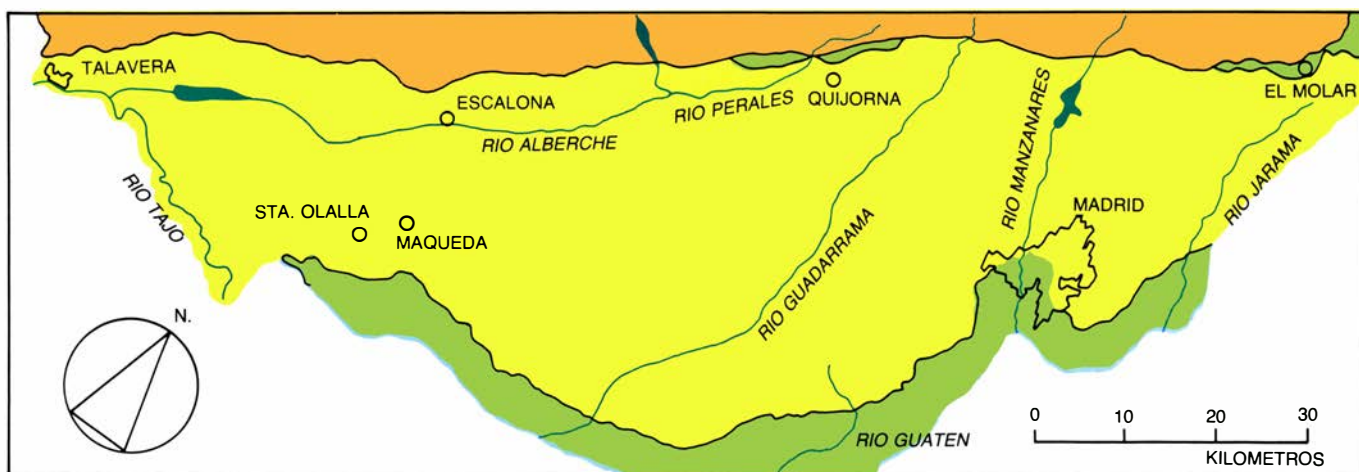 TALAVERA
ESCALONA
RIO ALBERCHE
RIO PERALES
QUIJORNA
RIO MANZANARES
EL MOLAR
RIO JARAMA
RIO TAJO
STA. OLALLA
MAQUEDA
RIO GUADARRAMA
MADRID
N.
RIO GUATEN
0 10 20 30
KILOMETROS